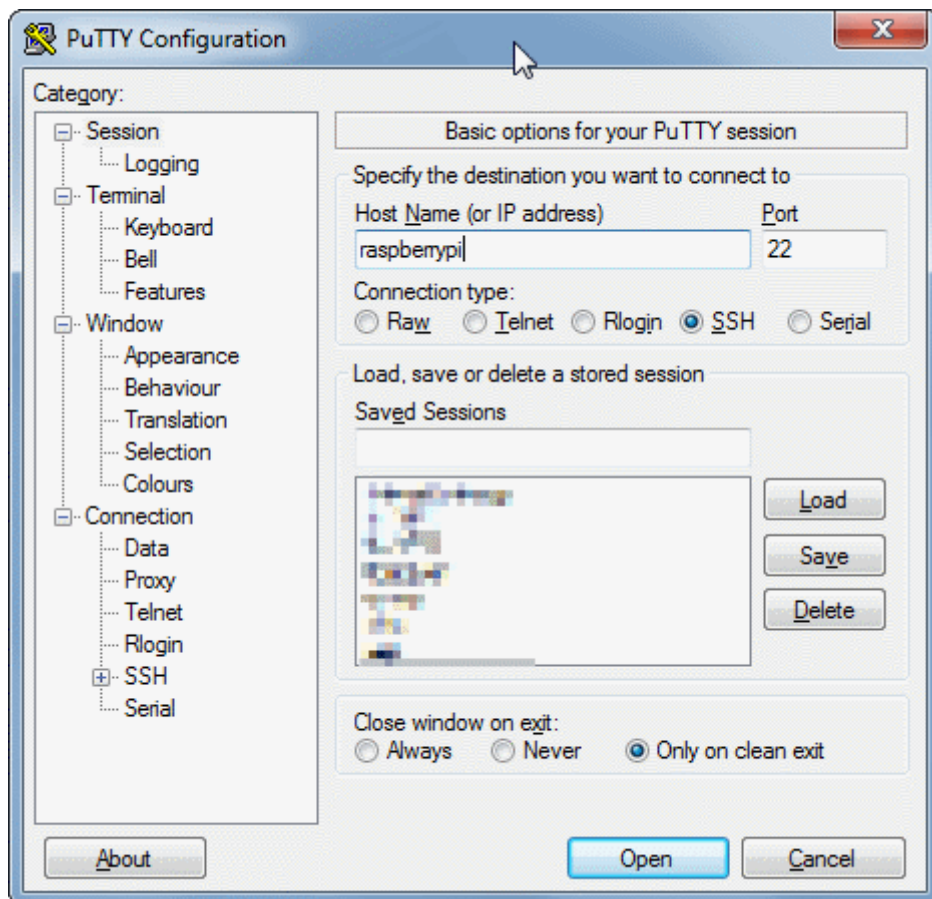 PuTTY Configuration
Category:
Session
Logging
Terminal
Keyboard
Bell
Features
Window
Appearance
Behaviour
Translation
Selection
Colours
Connection
Data
Proxy
Telnet
Rlogin
SSH
Serial
Basic options for your PuTTY session
Specify the destination you want to connect to
Host Name (or IP address) Port
raspberrypi 22
Connection type:
Raw Telnet Rlogin SSH Serial
Load, save or delete a stored session
Saved Sessions
Load
Save
Delete
Close window on exit:
Always Never Only on clean exit
About Open Cancel